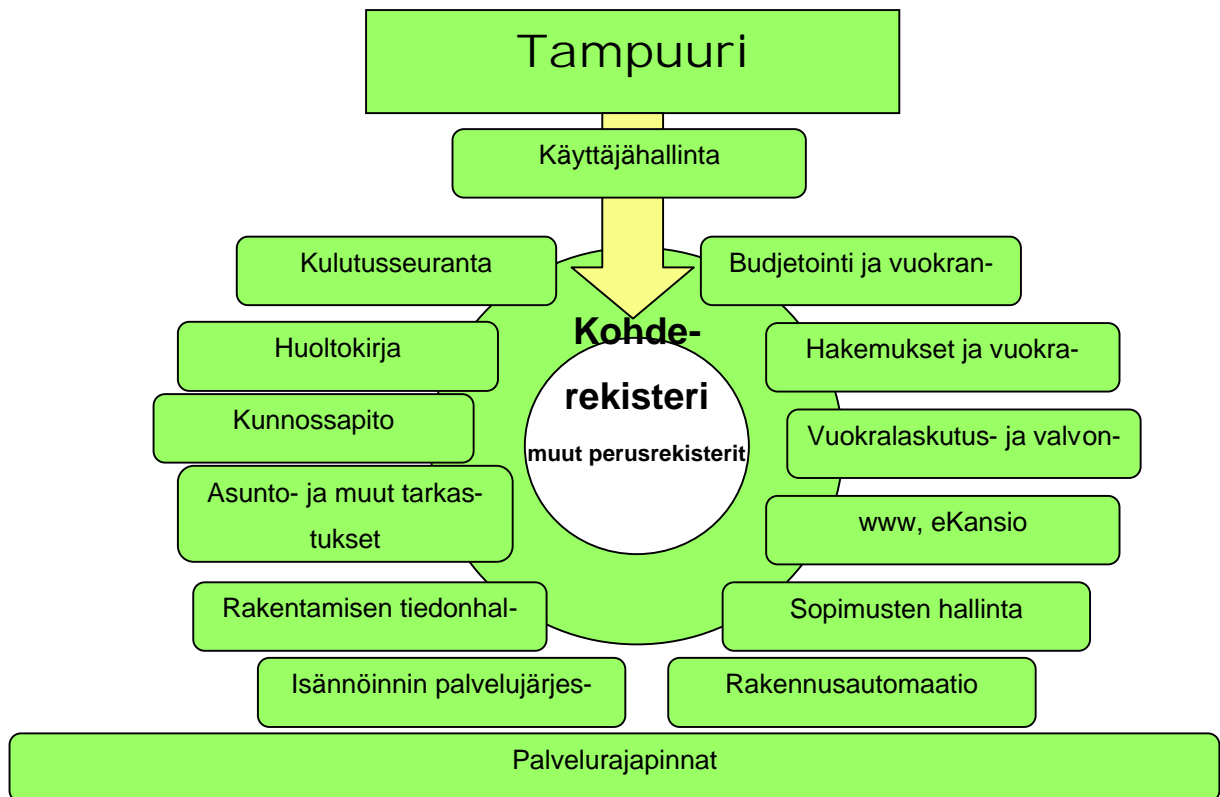 Tampuuri
Käyttäjähallinta
Kulutusseuranta
Budjetointi ja vuokran-
Huoltokirja
Kohde-
rekisteri
muut perusrekisterit
Hakemukset ja vuokra-
Kunnossapito
Vuokralaskutus- ja valvon-
Asunto- ja muut tarkas-
tukset
www, eKansio
Rakentamisen tiedonhal-
Sopimusten hallinta
Isännöinnin palvelujärjes-
Rakennusautomaatio
Palvelurajapinnat